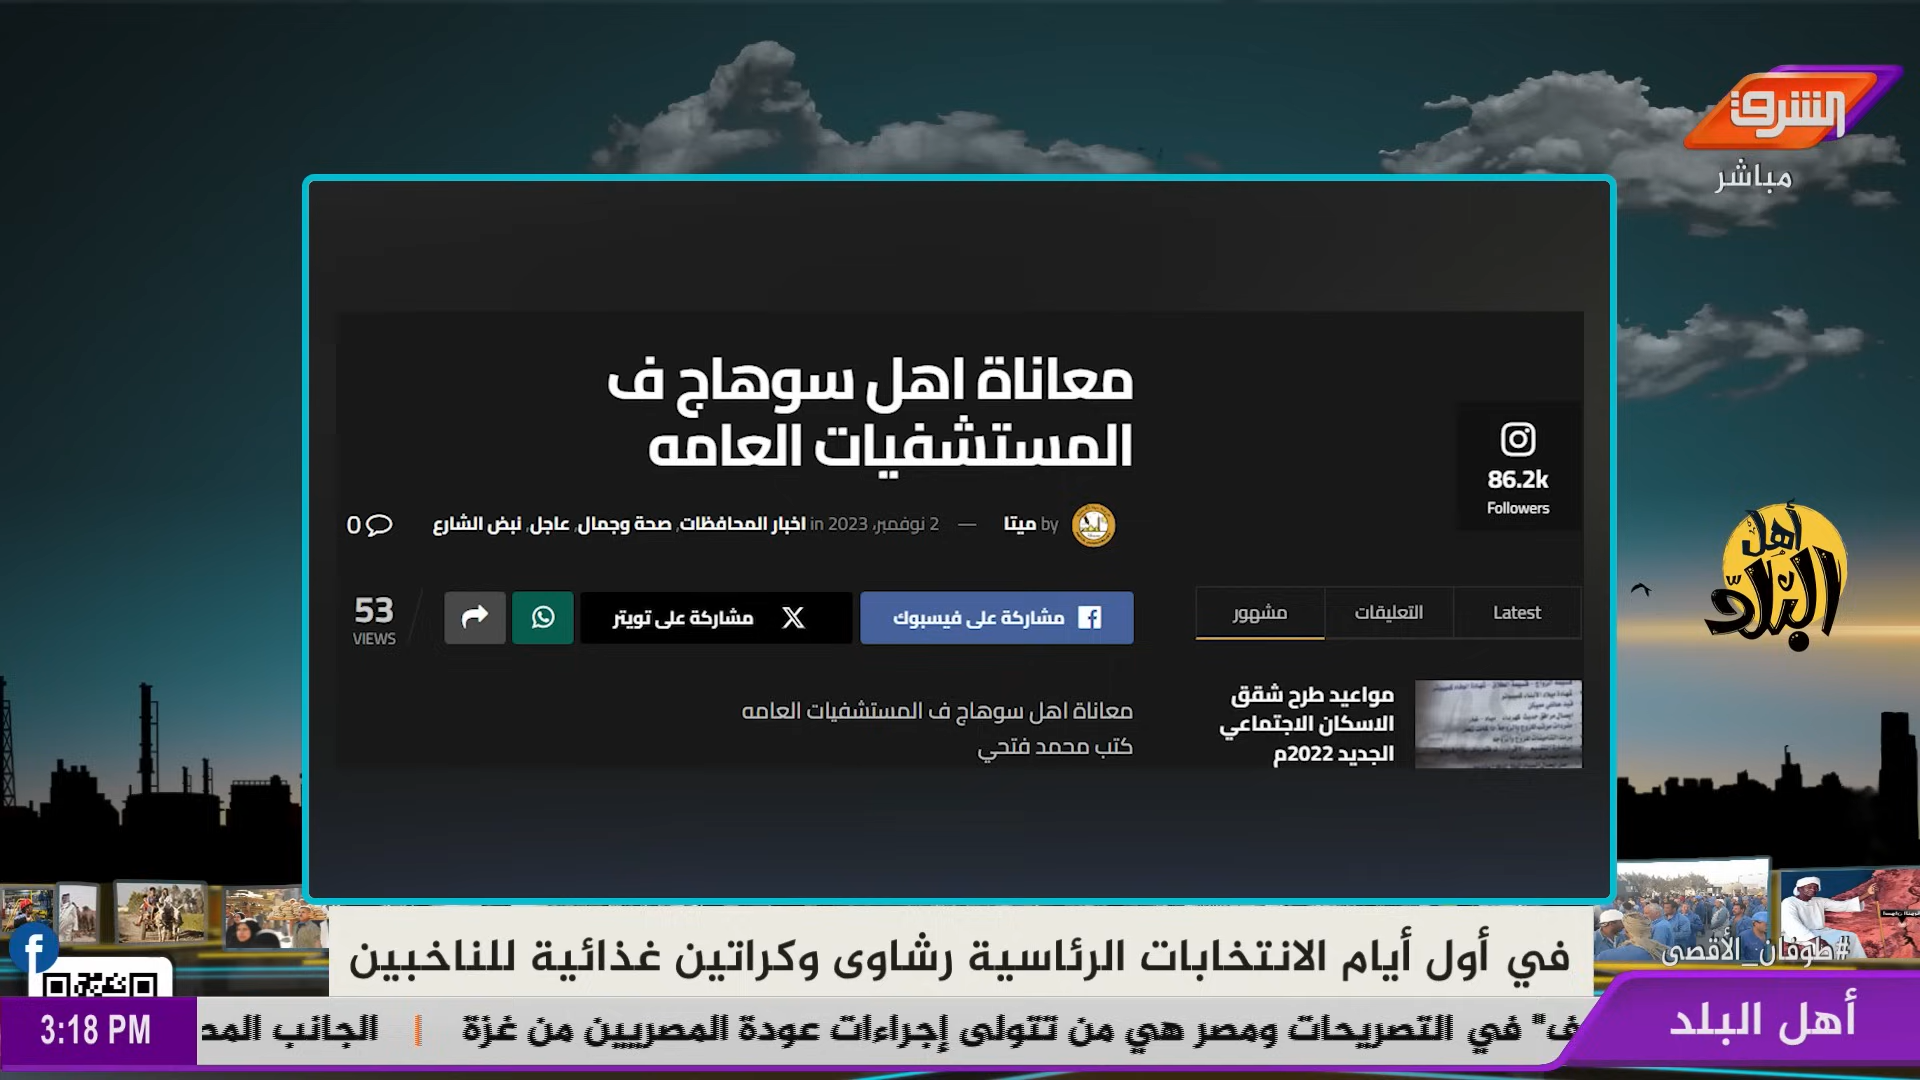 الشرق
مباشر
معاناة اهل سوهاج ف
المستشفيات العامه
by ميتا — 2 نوفمبر، 2023 in اخبار المحافظات, صحة وجمال, عاجل, نبض الشارع
0
86.2k
Followers
53
VIEWS
مشاركة على فيسبوك
مشاركة على تويتر
Latest
التعليقات
مشهور
معاناة اهل سوهاج ف المستشفيات العامه
كتب محمد فتحي
مواعيد طرح شقق
الاسكان الاجتماعي
الجديد 2022م
أهل
البلد
#طوفان_الأقصى
في أول أيام الانتخابات الرئاسية رشاوى وكراتين غذائية للناخبين
أهل البلد
ف" في التصريحات ومصر هي من تتولى إجراءات عودة المصريين من غزة | الجانب المد
3:18 PM